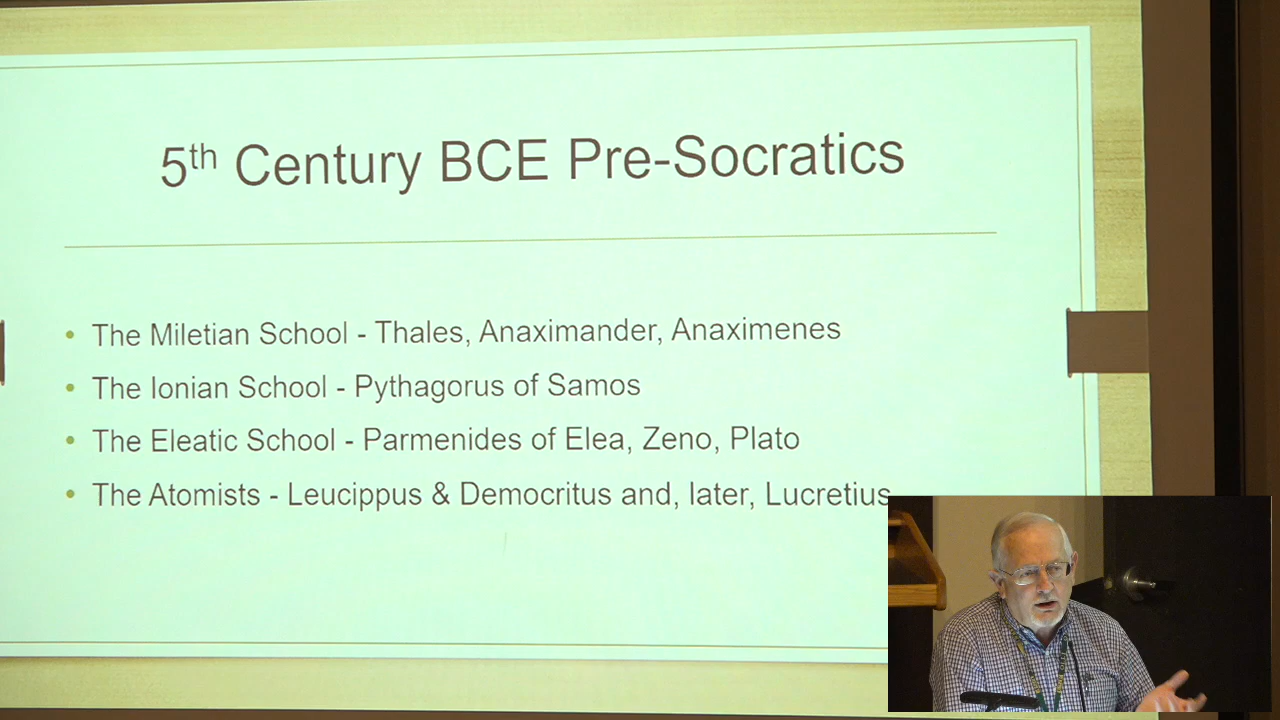 5th Century BCE Pre-Socratics
• The Miletian School - Thales, Anaximander, Anaximenes
• The Ionian School - Pythagorus of Samos
• The Eleatic School - Parmenides of Elea, Zeno, Plato
• The Atomists - Leucippus & Democritus and, later, Lucretius